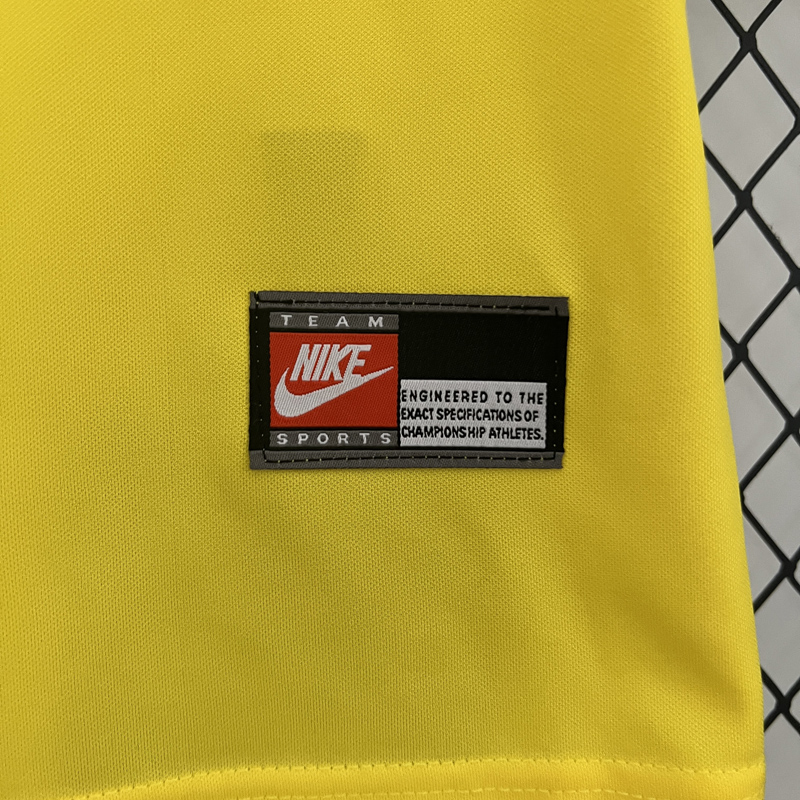 TEAM
NIKE
SPORTS
ENGINEERED TO THE
EXACT SPECIFICATIONS OF
CHAMPIONSHIP ATHLETES.